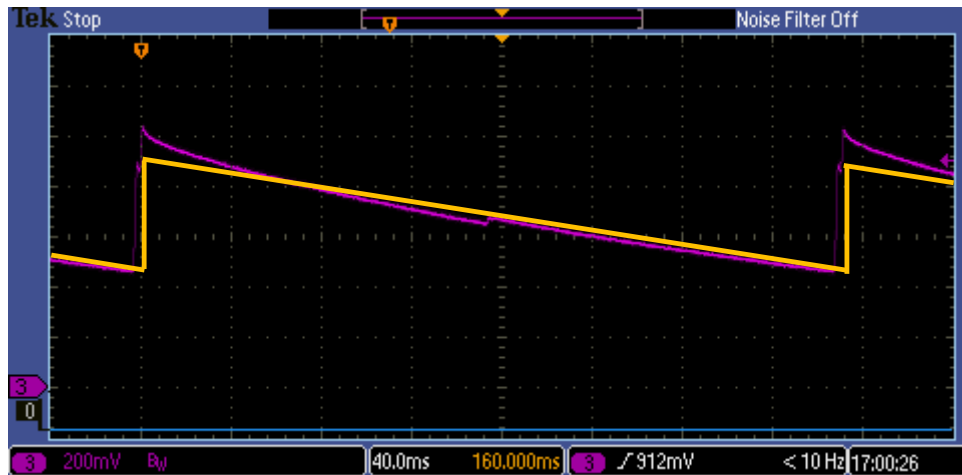 Tek Stop Noise Filter Off
T
T
3
0
3 200mV BW 40.0ms 160.000ms 3 912mV < 10 Hz 17:00:26